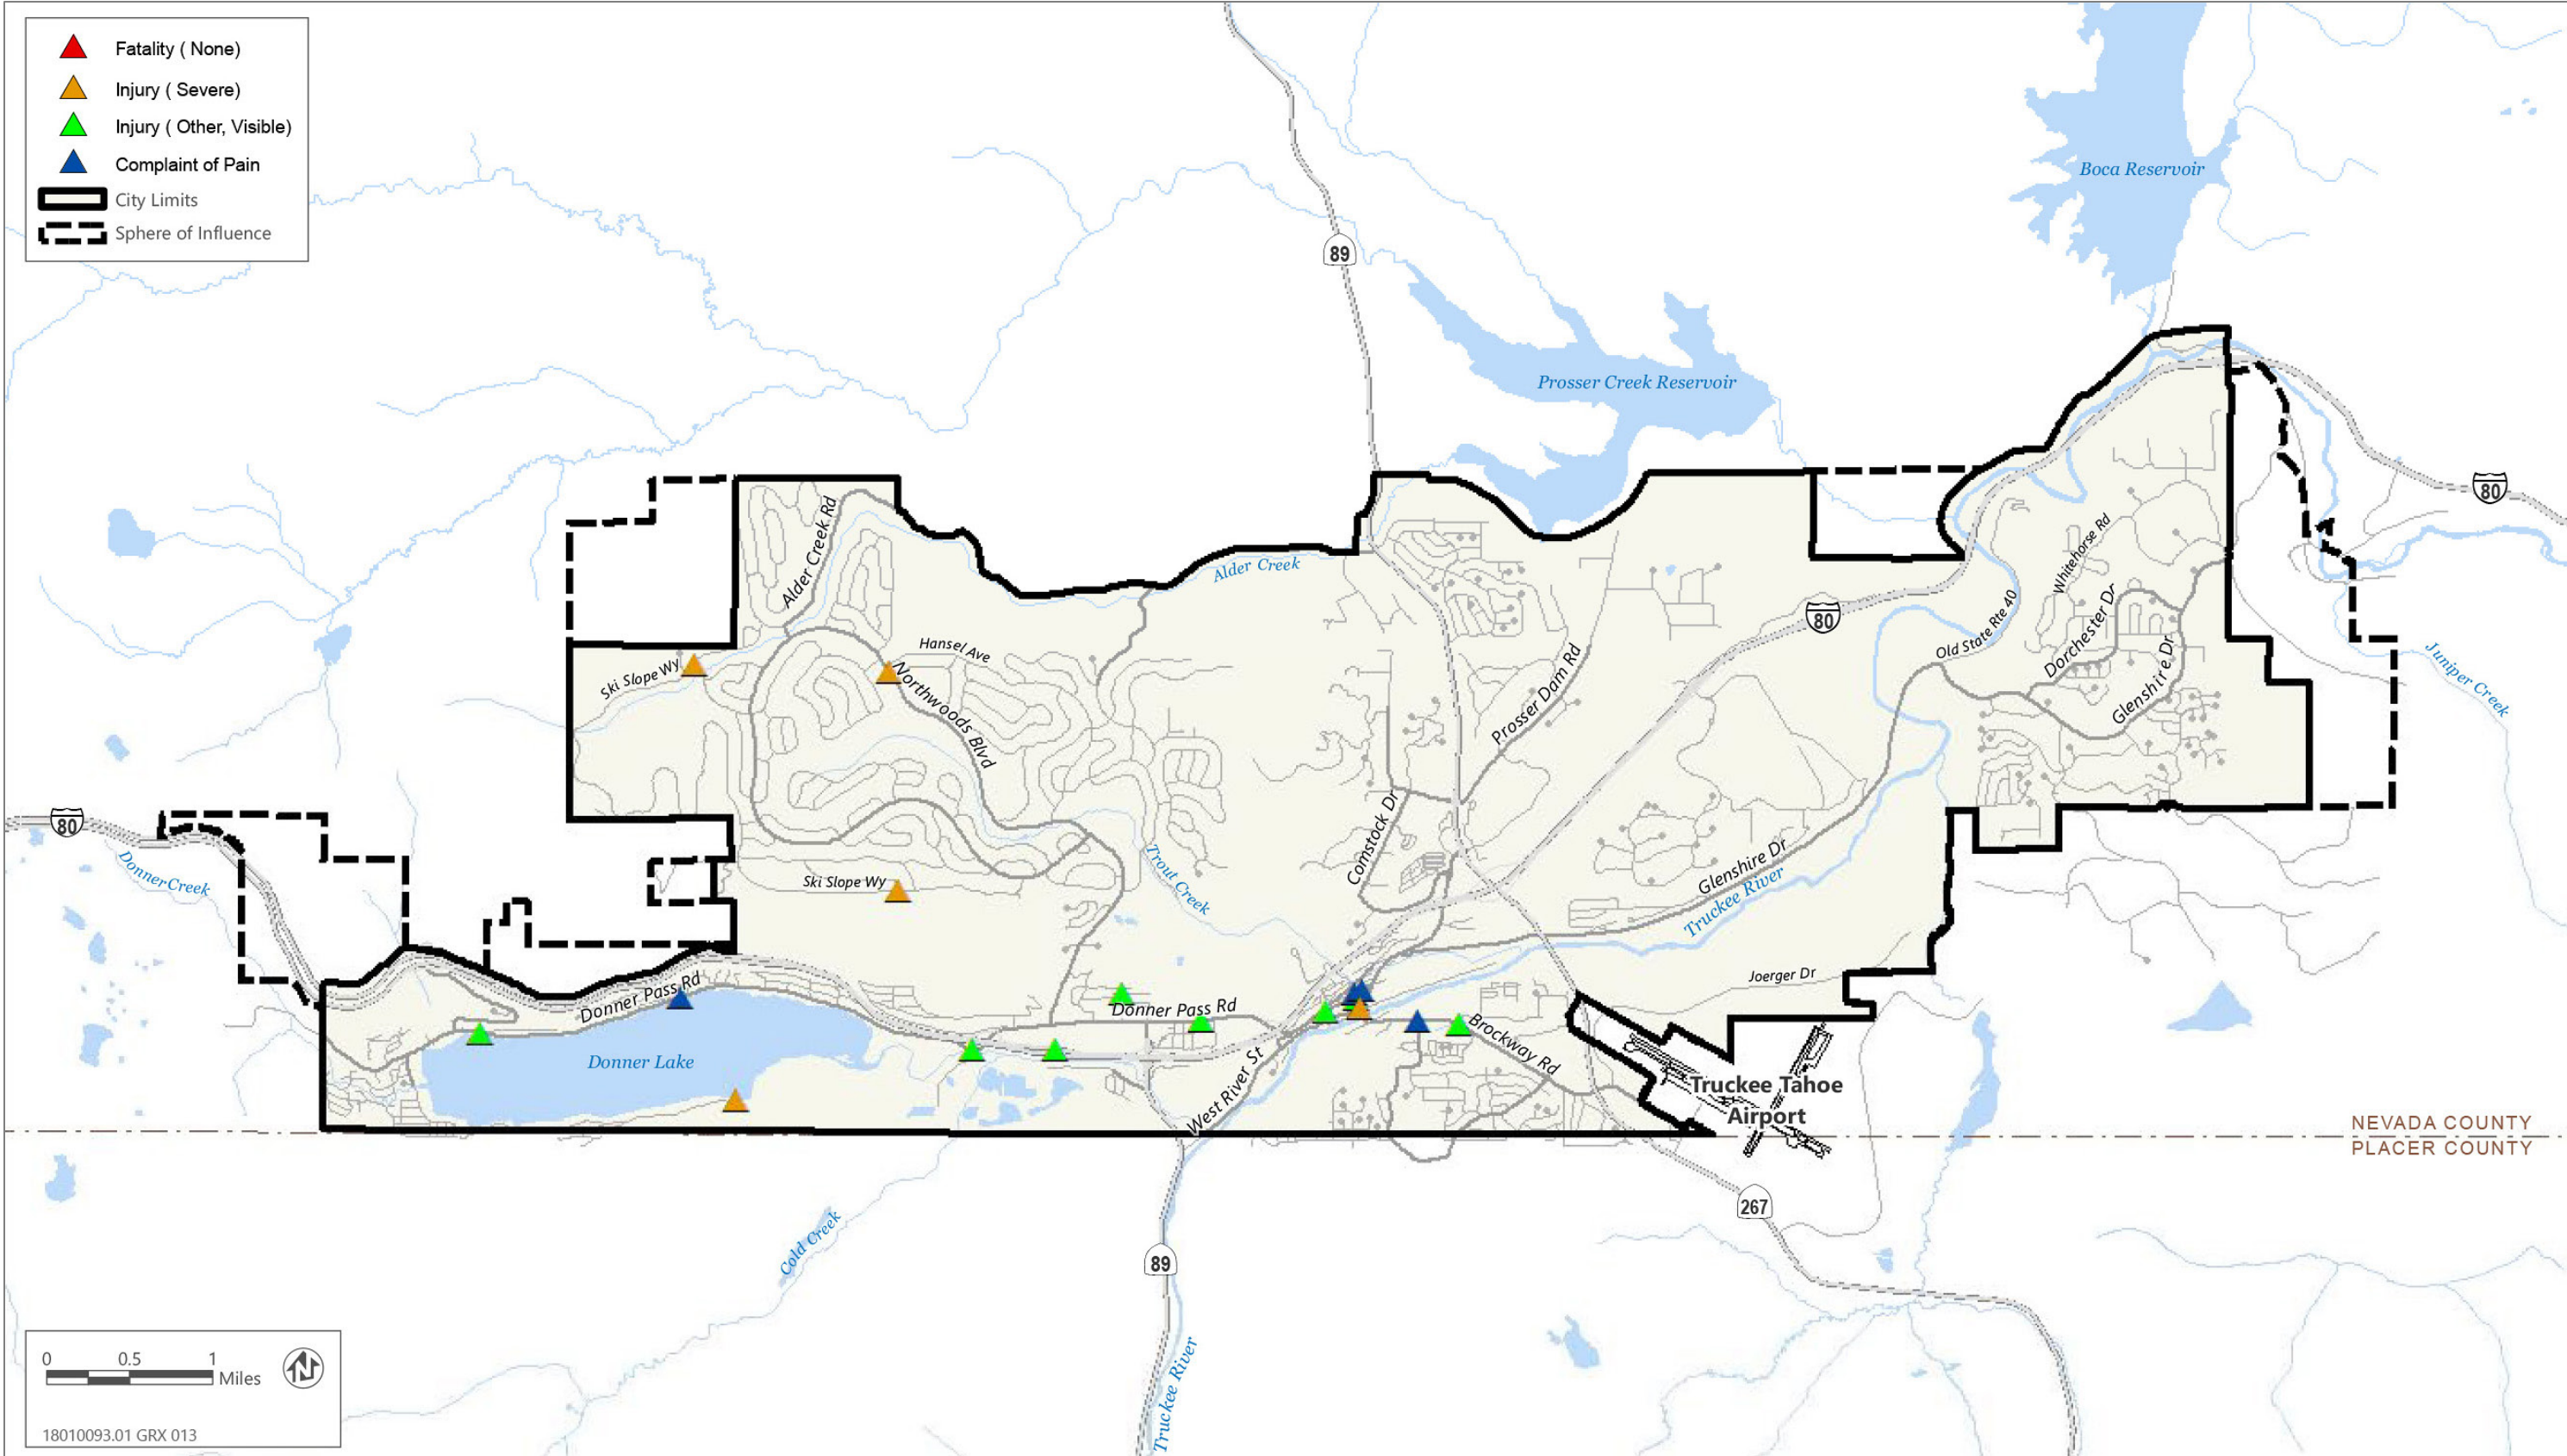 Fatality ( None)
Injury ( Severe)
Injury ( Other, Visible)
Complaint of Pain
City Limits
Sphere of Influence
89
Boca Reservoir
Prosser Creek Reservoir
80
Alder Creek Rd
Alder Creek
Whitehorse Rd
80
Old State Rte 40
Dorchester Dr
Glenshire Dr
Juniper Creek
Hansel Ave
Ski Slope Wy
Northwoods Blvd
Prosser Dam Rd
80
Donner Creek
Comstock Dr
Trout Creek
Ski Slope Wy
Glenshire Dr
Truckee River
Joerger Dr
Donner Pass Rd
Donner Pass Rd
Brockway Rd
Donner Lake
West River St
Truckee Tahoe
Airport
NEVADA COUNTY
PLACER COUNTY
267
Cold Creek
89
Truckee River
0 0.5 1
Miles
N
18010093.01 GRX 013